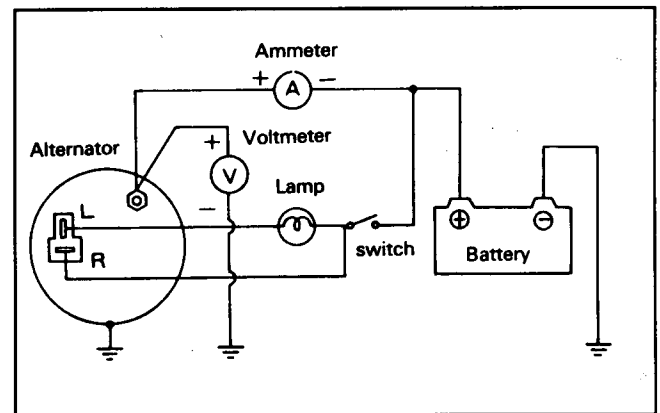 Ammeter
+ A −
Alternator
+ Voltmeter
V
−
Lamp
L
R
switch
⊕ ⊖
Battery